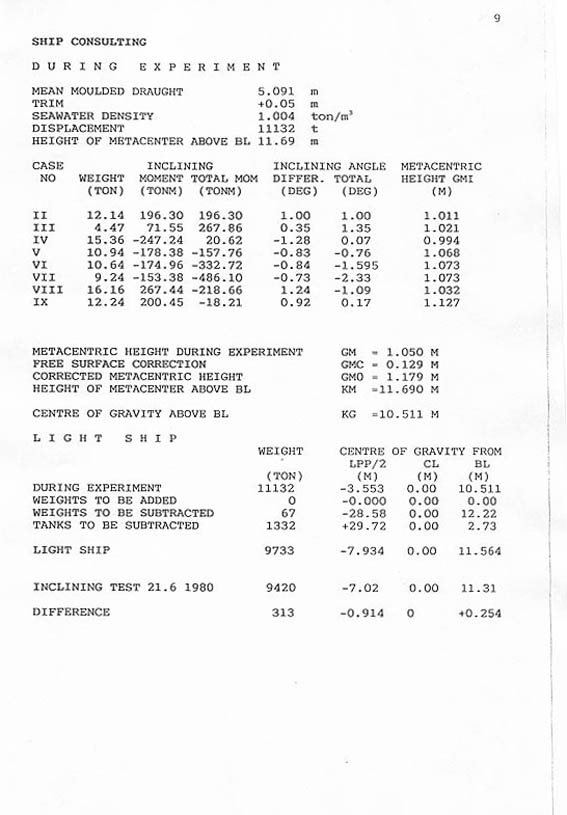 9
SHIP CONSULTING
D U R I N G E X P E R I M E N T
MEAN MOULDED DRAUGHT 5.091 m
TRIM +0.05 m
SEAWATER DENSITY 1.004 ton/m³
DISPLACEMENT 11132 t
HEIGHT OF METACENTER ABOVE BL 11.69 m
CASE INCLINING INCLINING ANGLE METACENTRIC
NO WEIGHT MOMENT TOTAL MOM DIFFER. TOTAL HEIGHT GMI
(TON) (TONM) (TONM) (DEG) (DEG) (M)
II 12.14 196.30 196.30 1.00 1.00 1.011
III 4.47 71.55 267.86 0.35 1.35 1.021
IV 15.36 -247.24 20.62 -1.28 0.07 0.994
V 10.94 -178.38 -157.76 -0.83 -0.76 1.068
VI 10.64 -174.96 -332.72 -0.84 -1.595 1.073
VII 9.24 -153.38 -486.10 -0.73 -2.33 1.073
VIII 16.16 267.44 -218.66 1.24 -1.09 1.032
IX 12.24 200.45 -18.21 0.92 0.17 1.127
METACENTRIC HEIGHT DURING EXPERIMENT GM = 1.050 M
FREE SURFACE CORRECTION GMC = 0.129 M
CORRECTED METACENTRIC HEIGHT GMO = 1.179 M
HEIGHT OF METACENTER ABOVE BL KM =11.690 M
CENTRE OF GRAVITY ABOVE BL KG =10.511 M
L I G H T S H I P
WEIGHT CENTRE OF GRAVITY FROM
LPP/2 CL BL
(TON) (M) (M) (M)
DURING EXPERIMENT 11132 -3.553 0.00 10.511
WEIGHTS TO BE ADDED 0 -0.000 0.00 0.00
WEIGHTS TO BE SUBTRACTED 67 -28.58 0.00 12.22
TANKS TO BE SUBTRACTED 1332 +29.72 0.00 2.73
LIGHT SHIP 9733 -7.934 0.00 11.564
INCLINING TEST 21.6 1980 9420 -7.02 0.00 11.31
DIFFERENCE 313 -0.914 0 +0.254